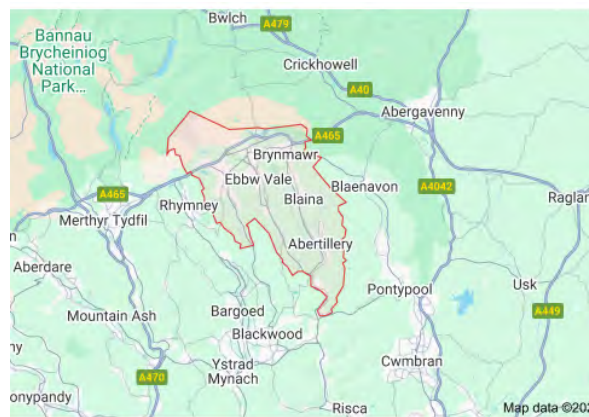 Bwlch
A479
Bannau
Brycheiniog
National
Park...
Crickhowell
A40
Abergavenny
A465
Brynmawr
A465
Ebbw Vale
Blaenavon
A4042
Raglan
Rhymney
Blaina
Merthyr Tydfil
Abertillery
Aberdare
Pontypool
Usk
Bargoed
A449
Mountain Ash
Blackwood
Ystrad
Mynach
Cwmbran
A470
onypandy
Risca
Map data ©202